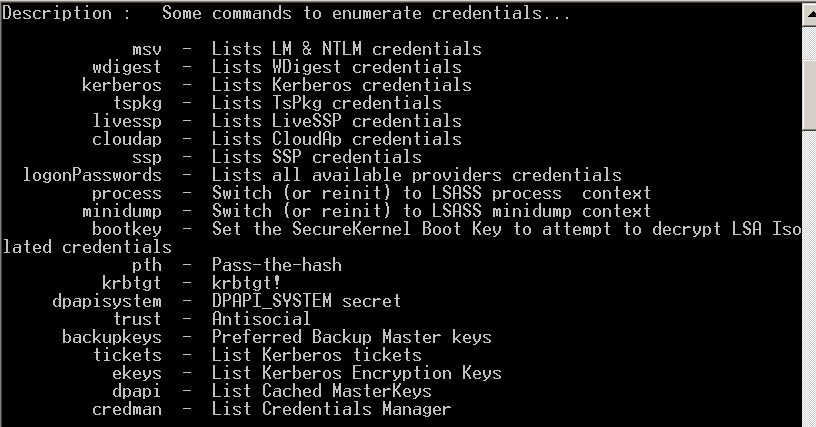 Description :   Some commands to enumerate credentials...
msv  -  Lists LM & NTLM credentials
wdigest  -  Lists WDigest credentials
kerberos  -  Lists Kerberos credentials
tspkg  -  Lists TsPkg credentials
livessp  -  Lists LiveSSP credentials
cloudap  -  Lists CloudAp credentials
ssp  -  Lists SSP credentials
logonPasswords  -  Lists all available providers credentials
process  -  Switch (or reinit) to LSASS process  context
minidump  -  Switch (or reinit) to LSASS minidump context
bootkey  -  Set the SecureKernel Boot Key to attempt to decrypt LSA Iso
lated credentials
pth  -  Pass-the-hash
krbtgt  -  krbtgt!
dpapisystem  -  DPAPI_SYSTEM secret
trust  -  Antisocial
backupkeys  -  Preferred Backup Master keys
tickets  -  List Kerberos tickets
ekeys  -  List Kerberos Encryption Keys
dpapi  -  List Cached MasterKeys
credman  -  List Credentials Manager